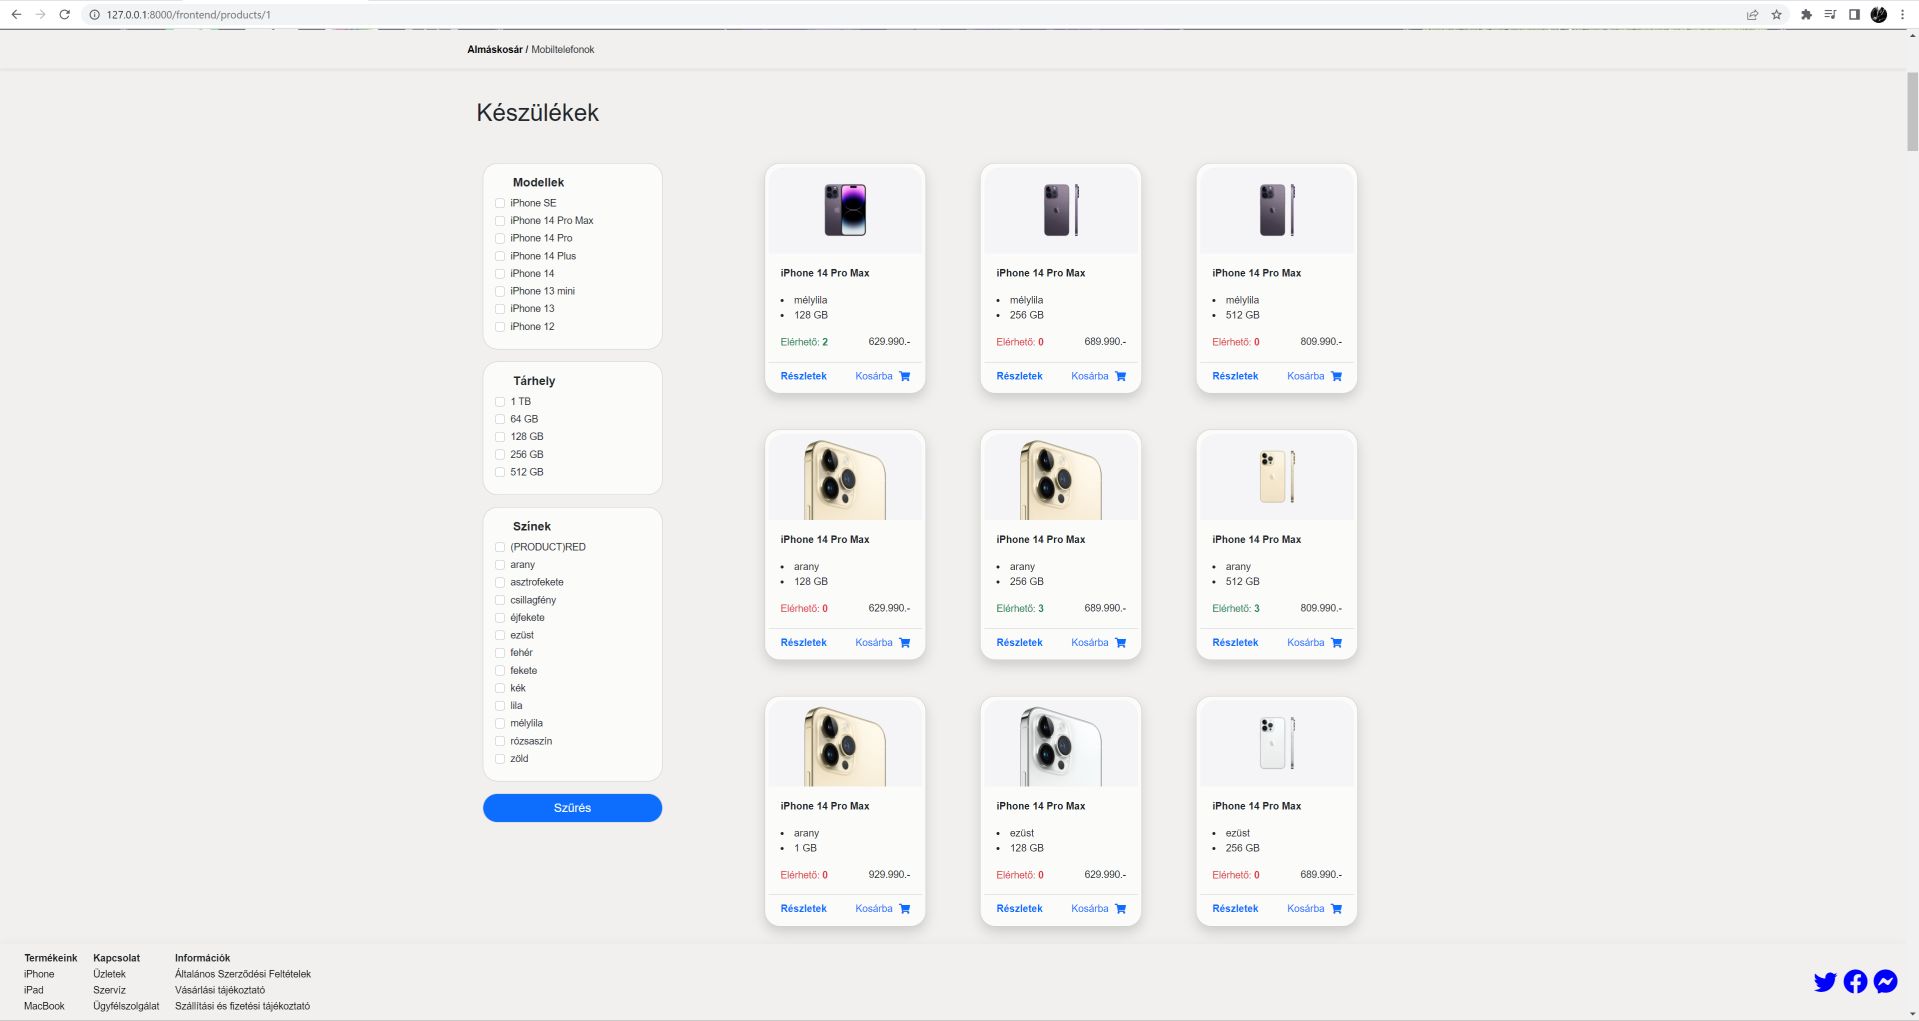 127.0.0.1:8000/frontend/products/1
Almáskosár / Mobiltelefonok
Készülékek
Modellek
iPhone SE
iPhone 14 Pro Max
iPhone 14 Pro
iPhone 14 Plus
iPhone 14
iPhone 13 mini
iPhone 13
iPhone 12
Tárhely
1 TB
64 GB
128 GB
256 GB
512 GB
Színek
(PRODUCT)RED
arany
asztrofekete
csillagfény
éjfekete
ezüst
fehér
fekete
kék
lila
mélylila
rózsaszín
zöld
Szűrés
iPhone 14 Pro Max
mélylila
128 GB
Elérhető: 2 629.990.-
Részletek Kosárba
iPhone 14 Pro Max
mélylila
256 GB
Elérhető: 0 689.990.-
Részletek Kosárba
iPhone 14 Pro Max
mélylila
512 GB
Elérhető: 0 809.990.-
Részletek Kosárba
iPhone 14 Pro Max
arany
128 GB
Elérhető: 0 629.990.-
Részletek Kosárba
iPhone 14 Pro Max
arany
256 GB
Elérhető: 3 689.990.-
Részletek Kosárba
iPhone 14 Pro Max
arany
512 GB
Elérhető: 3 809.990.-
Részletek Kosárba
iPhone 14 Pro Max
arany
1 GB
Elérhető: 0 929.990.-
Részletek Kosárba
iPhone 14 Pro Max
ezüst
128 GB
Elérhető: 0 629.990.-
Részletek Kosárba
iPhone 14 Pro Max
ezüst
256 GB
Elérhető: 0 689.990.-
Részletek Kosárba
Termékeink
iPhone
iPad
MacBook
Kapcsolat
Üzletek
Szervíz
Ügyfélszolgálat
Információk
Általános Szerződési Feltételek
Vásárlási tájékoztató
Szállítási és fizetési tájékoztató